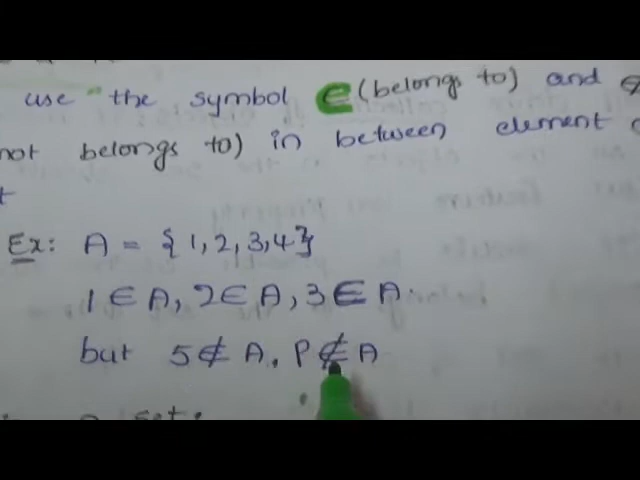 use the symbol ∈ (belongs to) and ∉
not belongs to) in between element
Ex: A = {1, 2, 3, 4}
1 ∈ A, 2 ∈ A, 3 ∈ A.
but 5 ∉ A. P ∉ A
set.